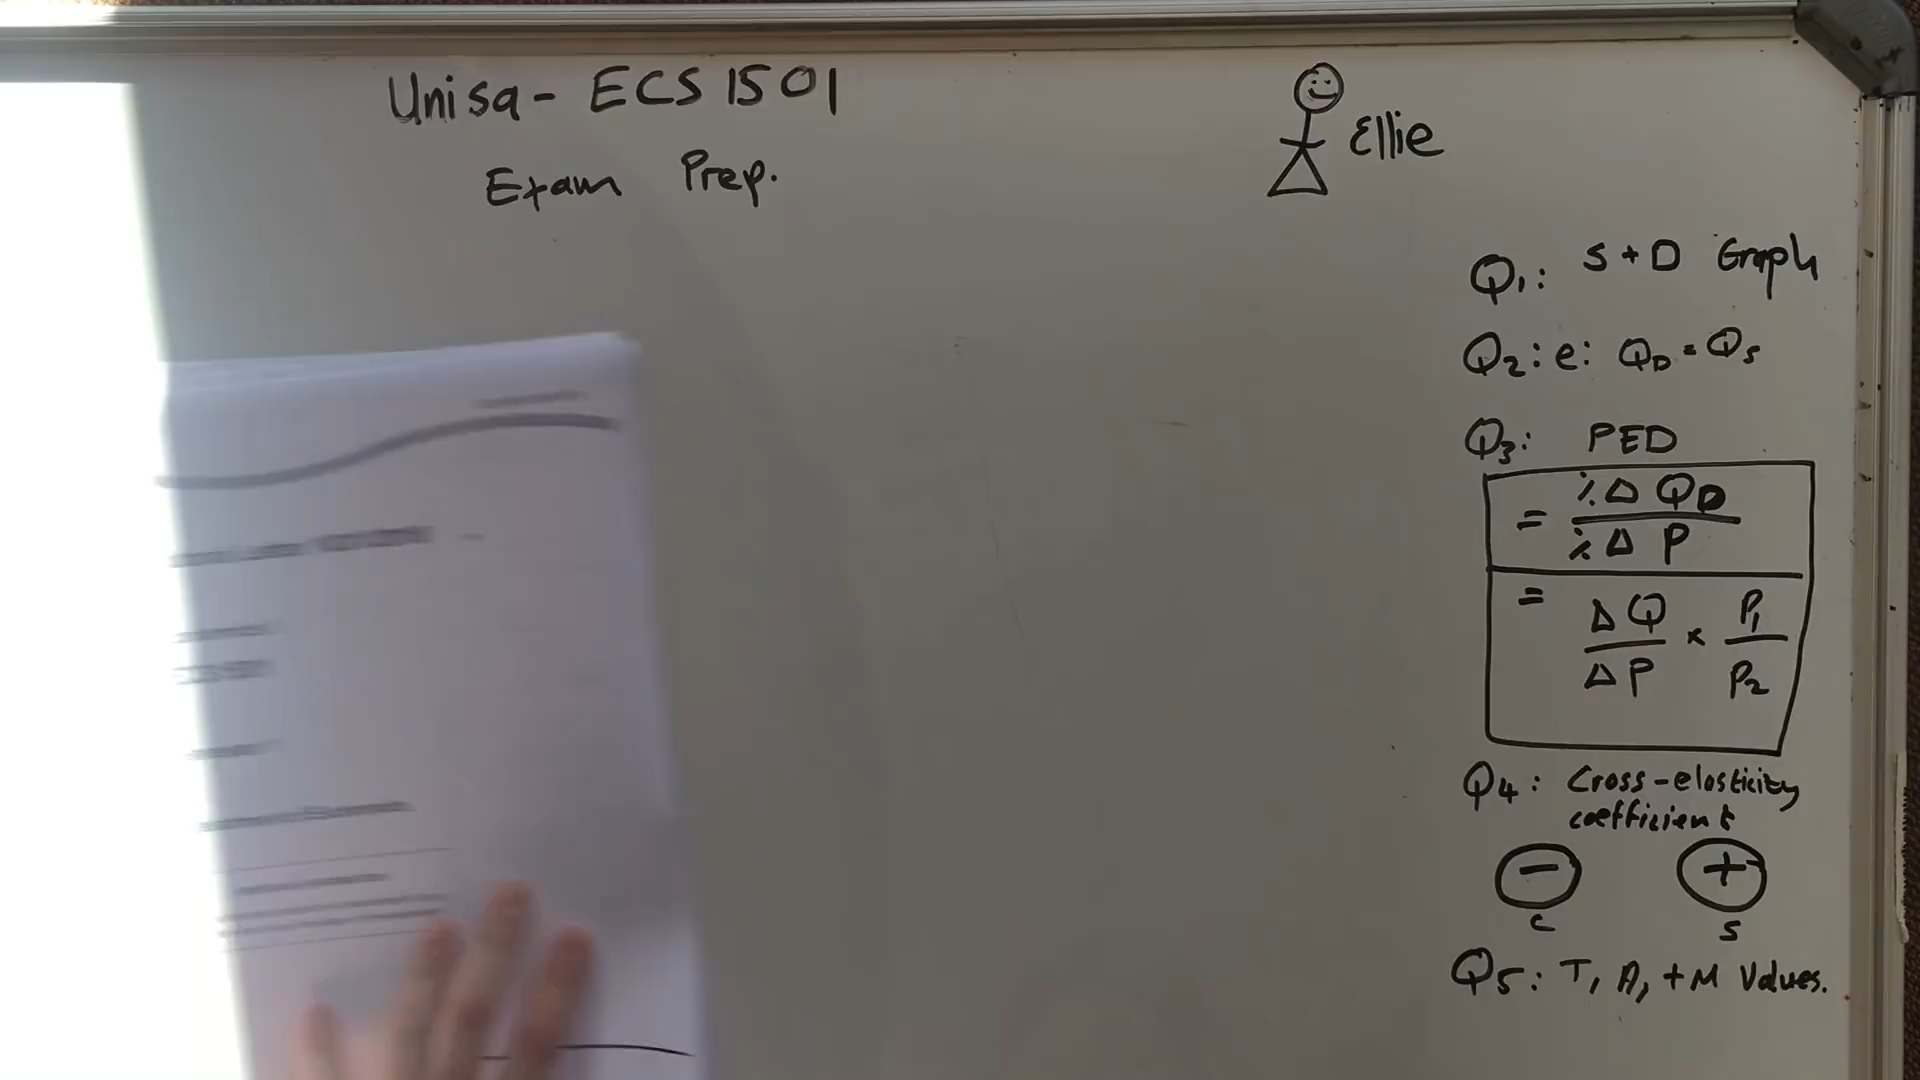 Unisa - ECS 1501
Exam Prep.
Ellie
Q1: S + D Graph
Q2: e: QD = QS
Q3: PED
= %Δ QD / %Δ P
= ΔQ / ΔP × P1 / P2
Q4: Cross-elasticity
coefficient
- +
C S
Q5: T, A, + M Values.